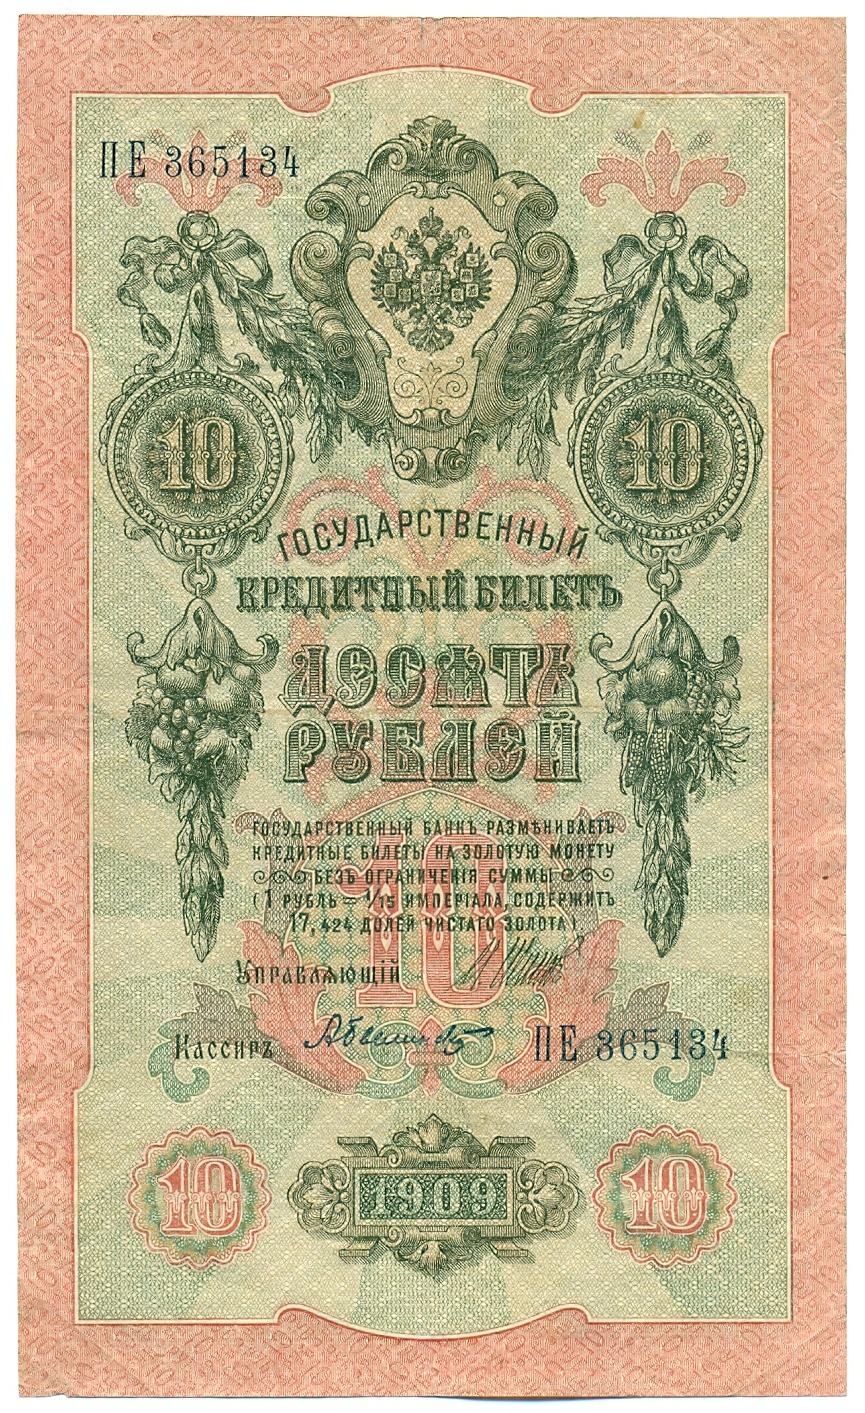 ПЕ 365134
10 10
ГОСУДАРСТВЕННЫЙ
КРЕДИТНЫЙ БИЛЕТЪ
ДЕСЯТЬ
РУБЛЕЙ
ГОСУДАРСТВЕННЫЙ БАНКЪ РАЗМѢНИВАЕТЪ
КРЕДИТНЫЕ БИЛЕТЫ НА ЗОЛОТУЮ МОНЕТУ
БЕЗЪ ОГРАНИЧЕНІЯ СУММЫ
(1 РУБЛЬ = 1/15 ИМПЕРІАЛА, СОДЕРЖИТЪ
17,424 ДОЛЕЙ ЧИСТАГО ЗОЛОТА)
10
Управляющій
Кассиръ
ПЕ 365134
10 1909 10